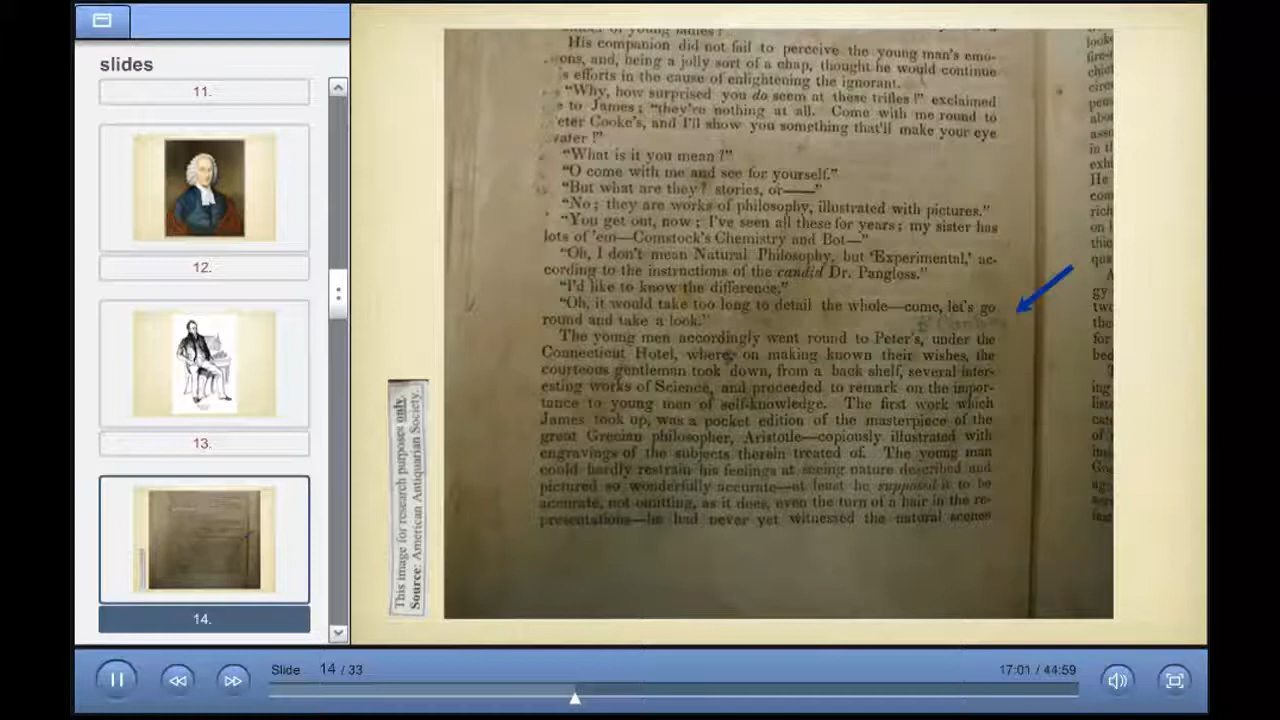 slides
11.
12.
13.
14.
His companion did not fail to perceive the young man's emo-
ons, and, being a jolly sort of a chap, thought he would continue
s efforts in the cause of enlightening the ignorant.
"Why, how surprised you do seem at these trifles!" exclaimed
e to James; "they're nothing at all. Come with me round to
eter Cooke's, and I'll show you something that'll make your eye
vater!"
"What is it you mean?"
"O come with me and see for yourself."
"But what are they? stories, or——"
"No; they are works of philosophy, illustrated with pictures."
"You get out, now; I've seen all these for years; my sister has
lots of 'em—Comstock's Chemistry and Bot—"
"Oh, I don't mean Natural Philosophy, but 'Experimental,' ac-
cording to the instructions of the candid Dr. Pangloss."
"I'd like to know the difference."
"Oh, it would take too long to detail the whole—come, let's go
round and take a look."
The young men accordingly went round to Peter's, under the
Connecticut Hotel, where, on making known their wishes, the
courteous gentleman took down, from a back shelf, several inter-
esting works of Science, and proceeded to remark on the impor-
tance to young men of self-knowledge. The first work which
James took up, was a pocket edition of the masterpiece of the
great Grecian philosopher, Aristotle—copiously illustrated with
engravings of the subjects therein treated of. The young man
could hardly restrain his feelings at seeing nature described and
pictured so wonderfully accurate—at least he supposed it to be
accurate, not omitting, as it does, even the turn of a hair in the re-
presentations—he had never yet witnessed the natural scenes
This image for research purposes only.
Source: American Antiquarian Society.
Slide 14 / 33
17:01 / 44:59